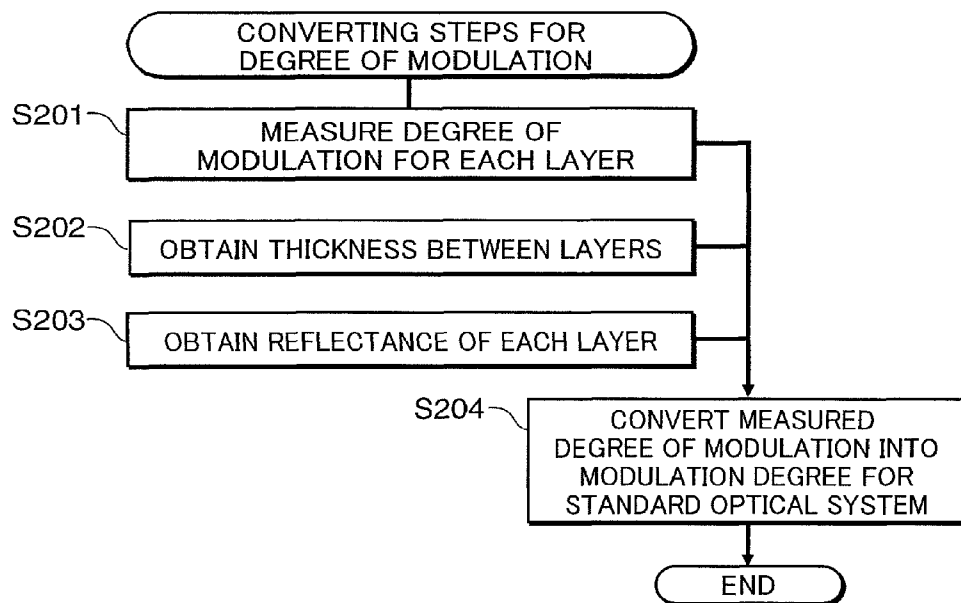 CONVERTING STEPS FOR
DEGREE OF MODULATION
S201
MEASURE DEGREE OF
MODULATION FOR EACH LAYER
S202
OBTAIN THICKNESS BETWEEN LAYERS
S203
OBTAIN REFLECTANCE OF EACH LAYER
S204
CONVERT MEASURED
DEGREE OF MODULATION INTO
MODULATION DEGREE FOR
STANDARD OPTICAL SYSTEM
END